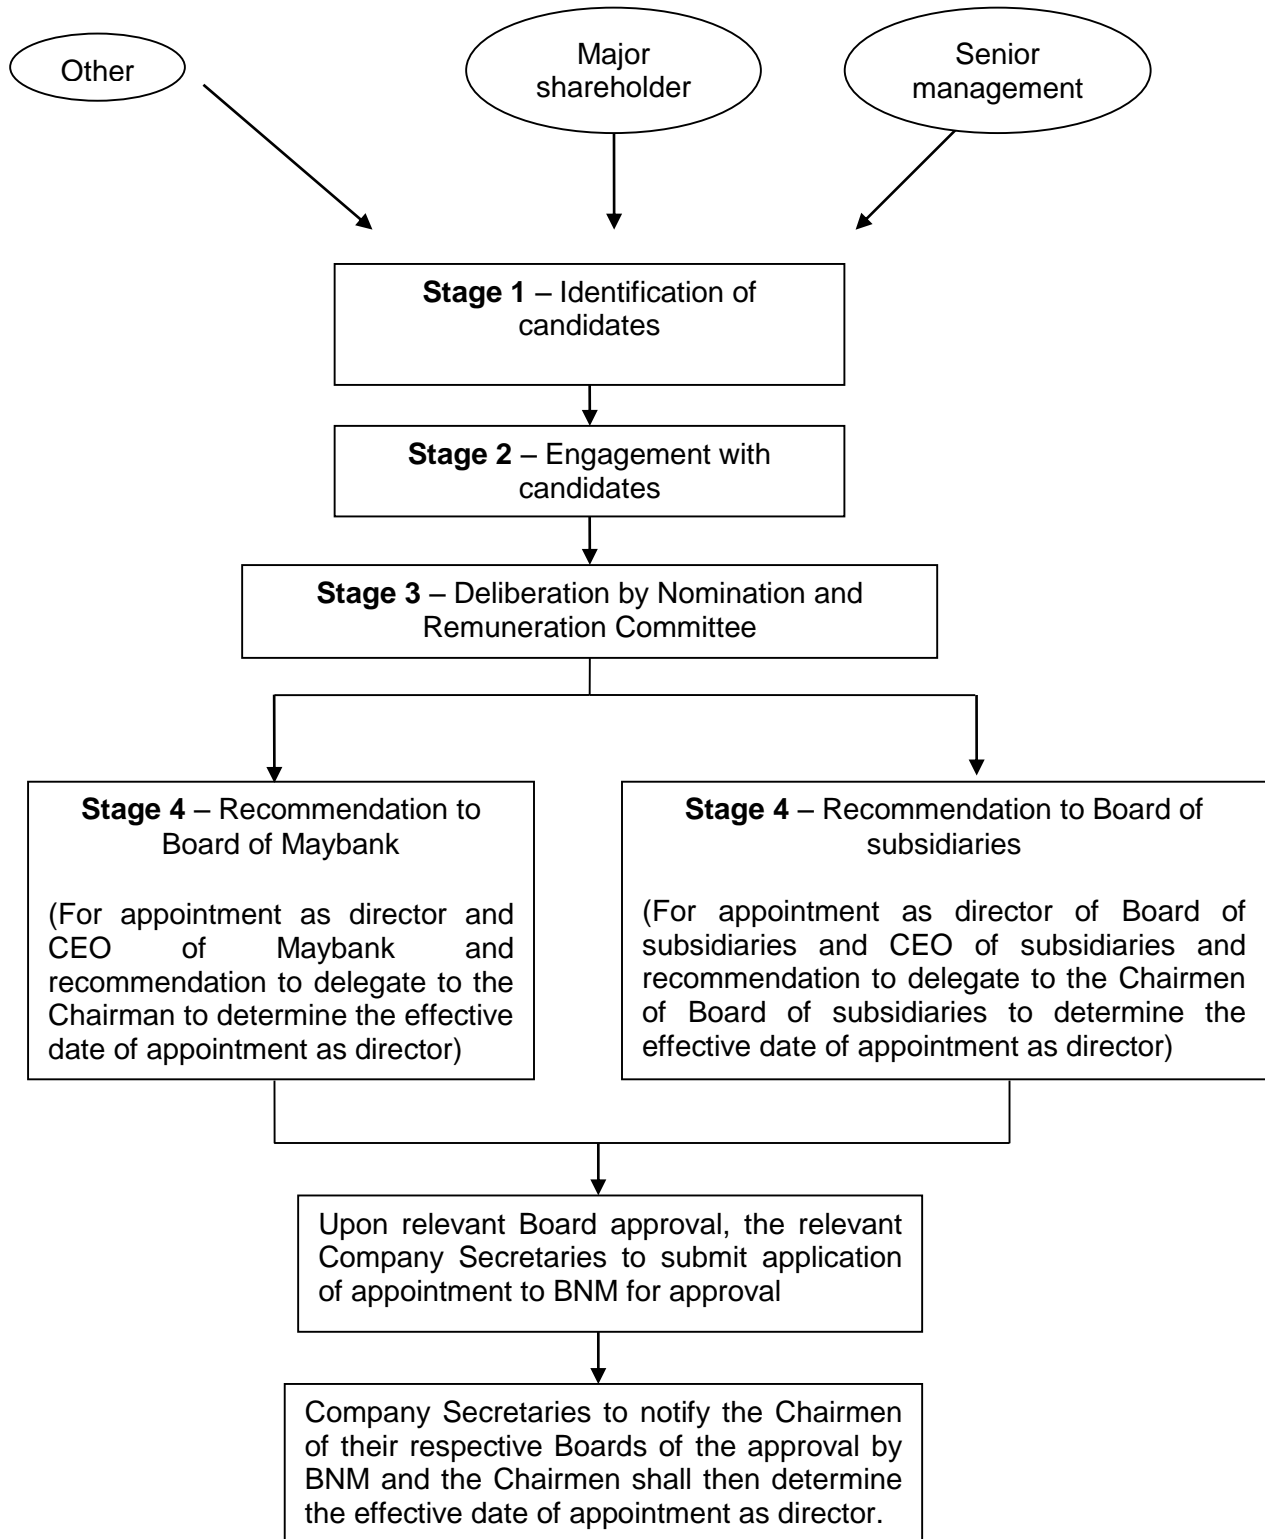 Other
Major
shareholder
Senior
management
Stage 1 – Identification of
candidates
Stage 2 – Engagement with
candidates
Stage 3 – Deliberation by Nomination and
Remuneration Committee
Stage 4 – Recommendation to
Board of Maybank
(For appointment as director and
CEO of Maybank and
recommendation to delegate to the
Chairman to determine the effective
date of appointment as director)
Stage 4 – Recommendation to Board of
subsidiaries
(For appointment as director of Board of
subsidiaries and CEO of subsidiaries and
recommendation to delegate to the Chairmen
of Board of subsidiaries to determine the
effective date of appointment as director)
Upon relevant Board approval, the relevant
Company Secretaries to submit application
of appointment to BNM for approval
Company Secretaries to notify the Chairmen
of their respective Boards of the approval by
BNM and the Chairmen shall then determine
the effective date of appointment as director.